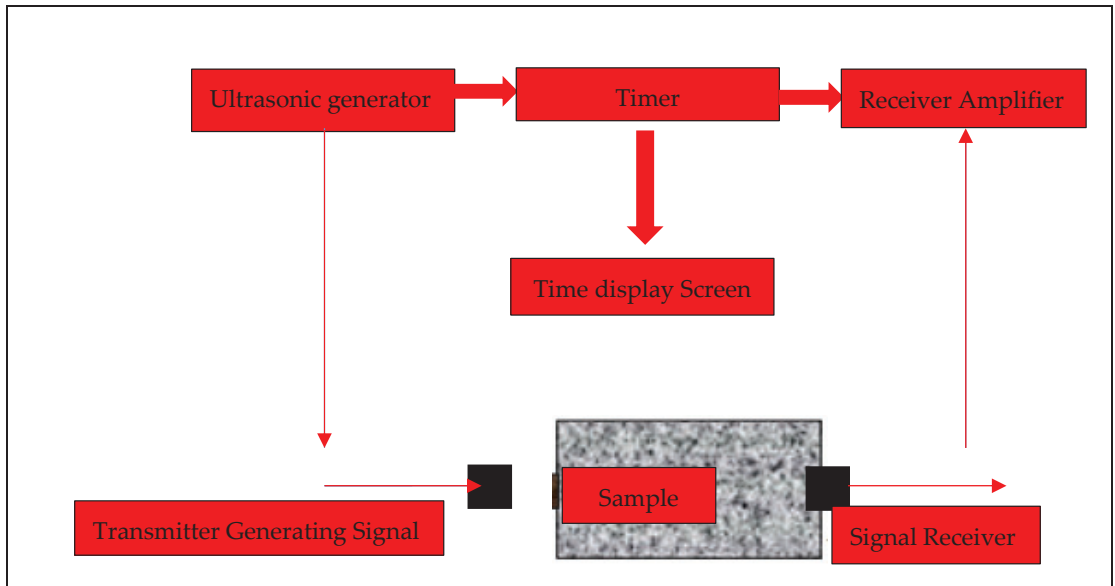 Ultrasonic generator
Timer
Receiver Amplifier
Time display Screen
Sample
Transmitter Generating Signal
Signal Receiver